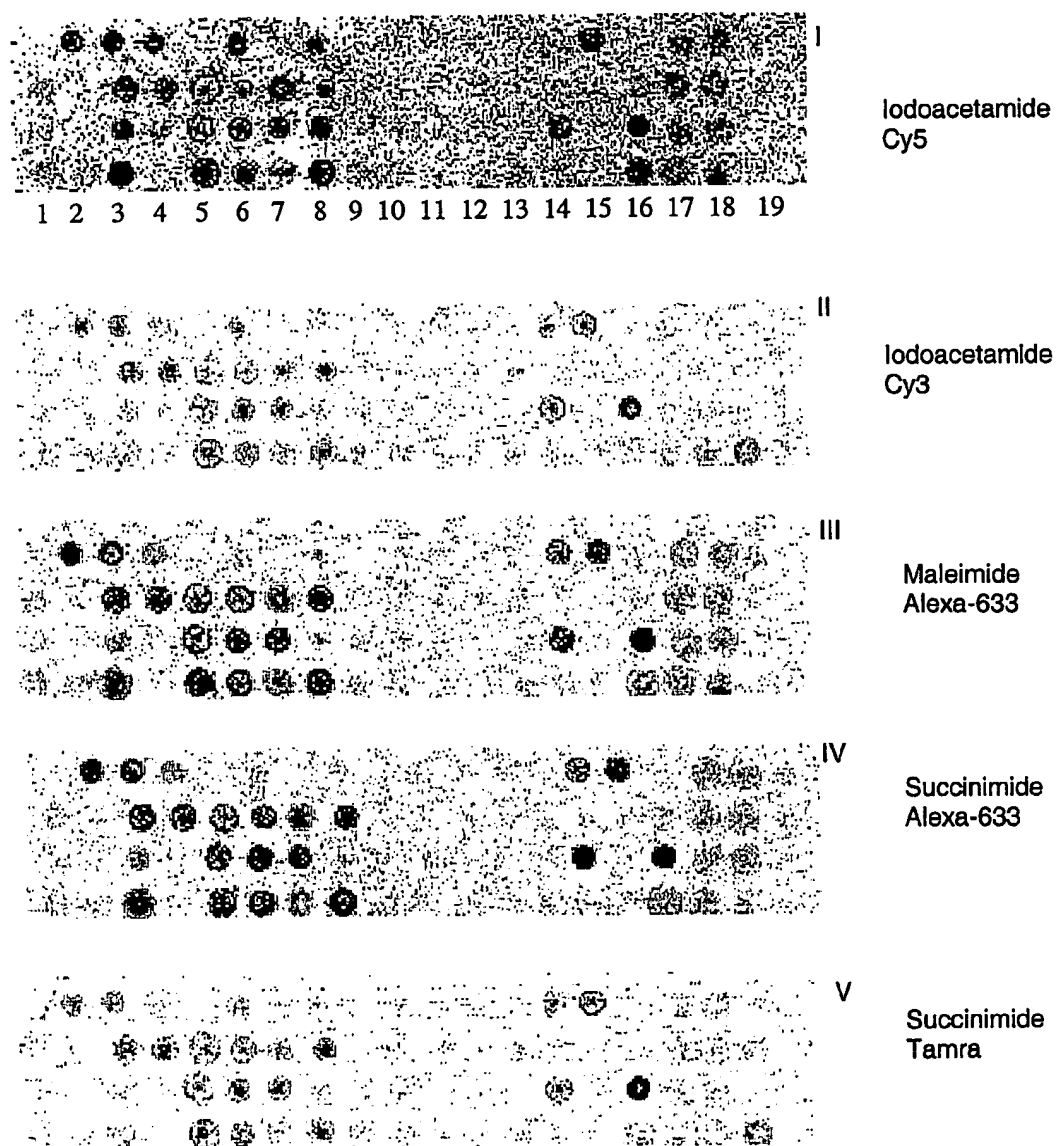 I
Iodoacetamide
Cy5
1 2 3 4 5 6 7 8 9 10 11 12 13 14 15 16 17 18 19
II
Iodoacetamide
Cy3
III
Maleimide
Alexa-633
IV
Succinimide
Alexa-633
V
Succinimide
Tamra